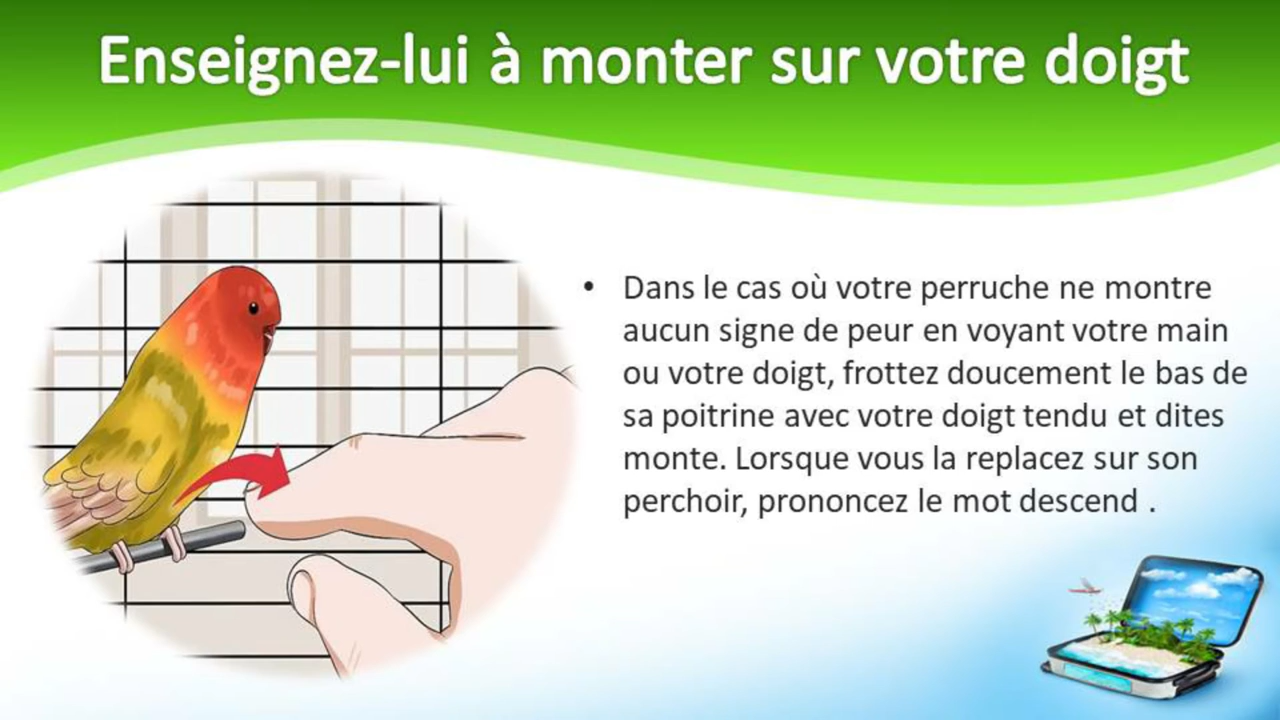 Enseignez-lui à monter sur votre doigt
• Dans le cas où votre perruche ne montre
aucun signe de peur en voyant votre main
ou votre doigt, frottez doucement le bas de
sa poitrine avec votre doigt tendu et dites
monte. Lorsque vous la replacez sur son
perchoir, prononcez le mot descend .